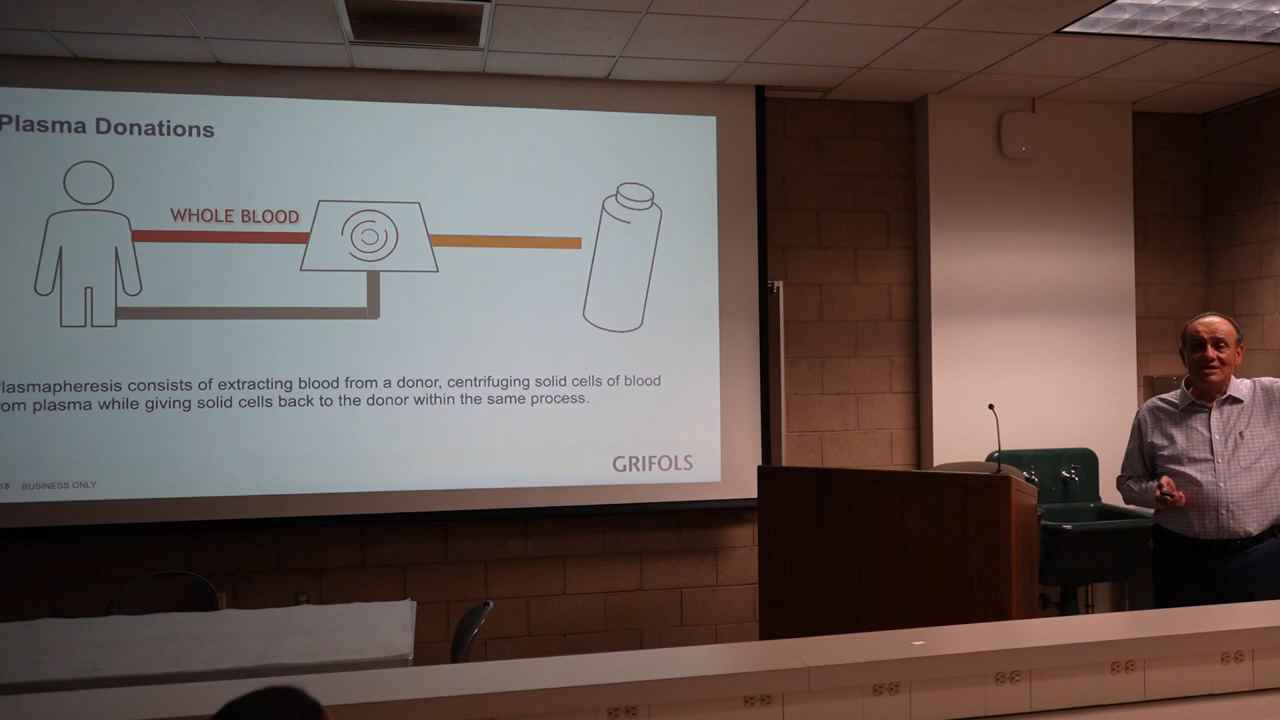 Plasma Donations
WHOLE BLOOD
lasmapheresis consists of extracting blood from a donor, centrifuging solid cells of blood
om plasma while giving solid cells back to the donor within the same process.
GRIFOLS
18 BUSINESS ONLY